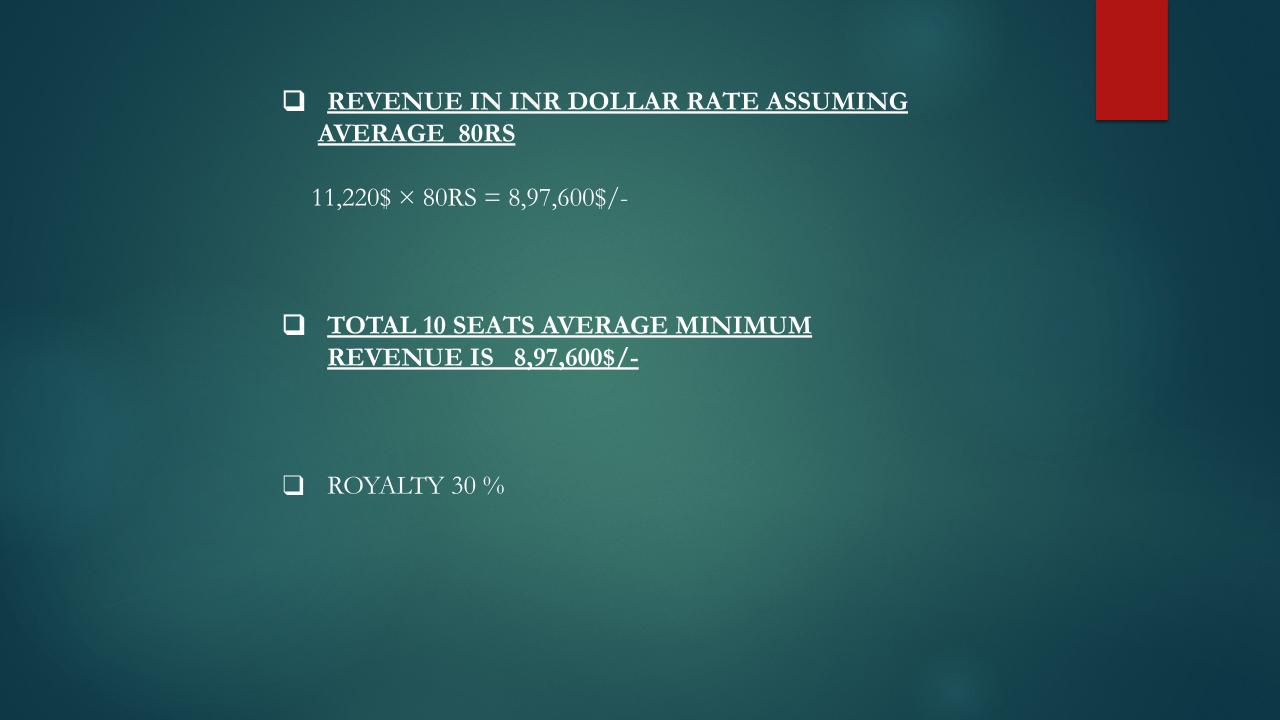 ❑ REVENUE IN INR DOLLAR RATE ASSUMING
AVERAGE  80RS
11,220$ × 80RS = 8,97,600$/-
❑ TOTAL 10 SEATS AVERAGE MINIMUM
REVENUE IS   8,97,600$/-
❑ ROYALTY 30 %